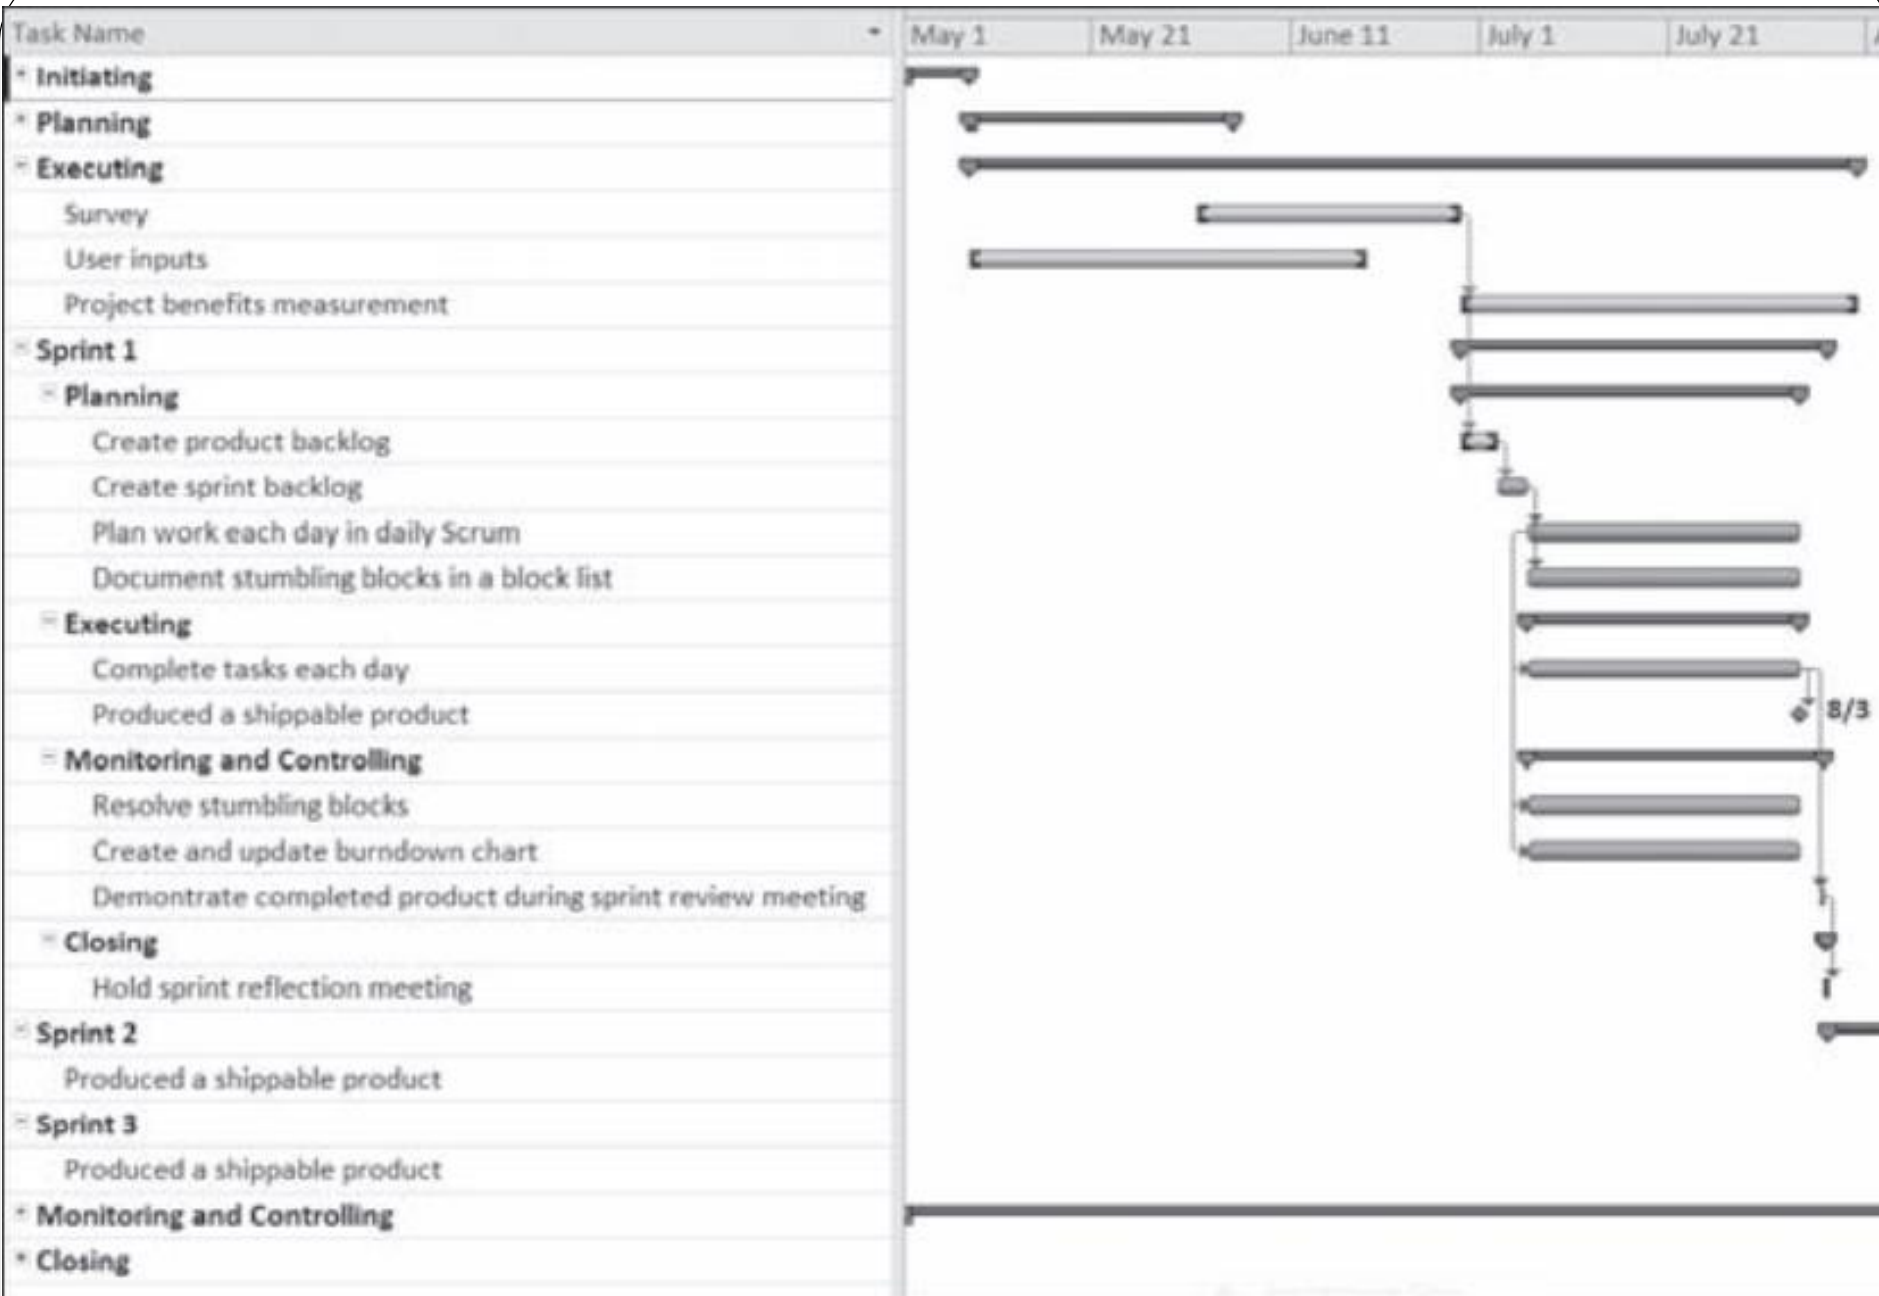 Task Name May 1 May 21 June 11 July 1 July 21
Initiating
Planning
Executing
Survey
User inputs
Project benefits measurement
Sprint 1
Planning
Create product backlog
Create sprint backlog
Plan work each day in daily Scrum
Document stumbling blocks in a block list
Executing
Complete tasks each day
Produced a shippable product 8/3
Monitoring and Controlling
Resolve stumbling blocks
Create and update burndown chart
Demontrate completed product during sprint review meeting
Closing
Hold sprint reflection meeting
Sprint 2
Produced a shippable product
Sprint 3
Produced a shippable product
Monitoring and Controlling
Closing